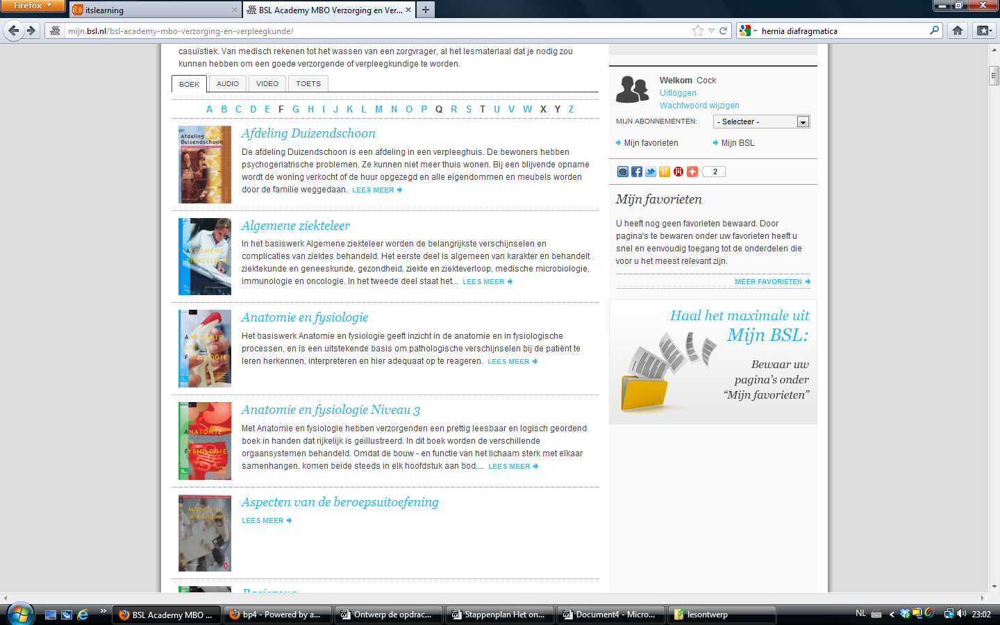 Firefox
itslearning
BSL Academy MBO Verzorging en Ver...
mijn.bsl.nl/bsl-academy-mbo-verzorging-en-verpleegkunde/
hernia diafragmatica
casuïstiek. Van medisch rekenen tot het wassen van een zorgvrager, al het lesmateriaal dat je nodig zou
kunnen hebben om een goede verzorgende of verpleegkundige te worden.
BOEK AUDIO VIDEO TOETS
A B C D E F G H I J K L M N O P Q R S T U V W X Y Z
Afdeling
Duizendschoon
Afdeling Duizendschoon
De afdeling Duizendschoon is een afdeling in een verpleeghuis. De bewoners hebben
psychogeriatrische problemen. Ze kunnen niet meer thuis wonen. Bij een blijvende opname
wordt de woning verkocht of de huur opgezegd en alle eigendommen en meubels worden
door de familie weggedaan. LEES MEER
ALGEMENE
ZIEKTELEER
Algemene ziekteleer
In het basiswerk Algemene ziekteleer worden de belangrijkste verschijnselen en
complicaties van ziektes behandeld. Het eerste deel is algemeen van karakter en behandelt
ziektekunde en geneeskunde, gezondheid, ziekte en ziekteverloop, medische microbiologie,
immunologie en oncologie. In het tweede deel staat het... LEES MEER
ANATOMIE
EN
FYSIOLOGIE
Anatomie en fysiologie
Het basiswerk Anatomie en fysiologie geeft inzicht in de anatomie en in fysiologische
processen, en is een uitstekende basis om pathologische verschijnselen bij de patiënt te
leren herkennen, interpreteren en hier adequaat op te reageren. LEES MEER
ANATOMIE
EN
FYSIOLOGIE
Anatomie en fysiologie Niveau 3
Met Anatomie en fysiologie hebben verzorgenden een prettig leesbaar en logisch geordend
boek in handen dat rijkelijk is geillustreerd. In dit boek worden de verschillende
orgaansystemen behandeld. Omdat de bouw - en functie van het lichaam sterk met elkaar
samenhangen, komen beide steeds in elk hoofdstuk aan bod.... LEES MEER
Aspecten van de
beroepsuitoefening
Aspecten van de beroepsuitoefening
LEES MEER
Basiszorg
Welkom Cock
Uitloggen
Wachtwoord wijzigen
MIJN ABONNEMENTEN: - Selecteer -
Mijn favorieten Mijn BSL
2
Mijn favorieten
U heeft nog geen favorieten bewaard. Door
pagina's te bewaren onder uw favorieten heeft u
snel en eenvoudig toegang tot de onderdelen die
voor u het meest relevant zijn.
MEER FAVORIETEN
Haal het maximale uit
Mijn BSL:
Bewaar uw
pagina's onder
“Mijn favorieten”
BSL Academy MBO ...
bp4 - Powered by a...
Ontwerp de opdrac...
Stappenplan Het on...
Document4 - Micro...
lesontwerp
NL
23:02